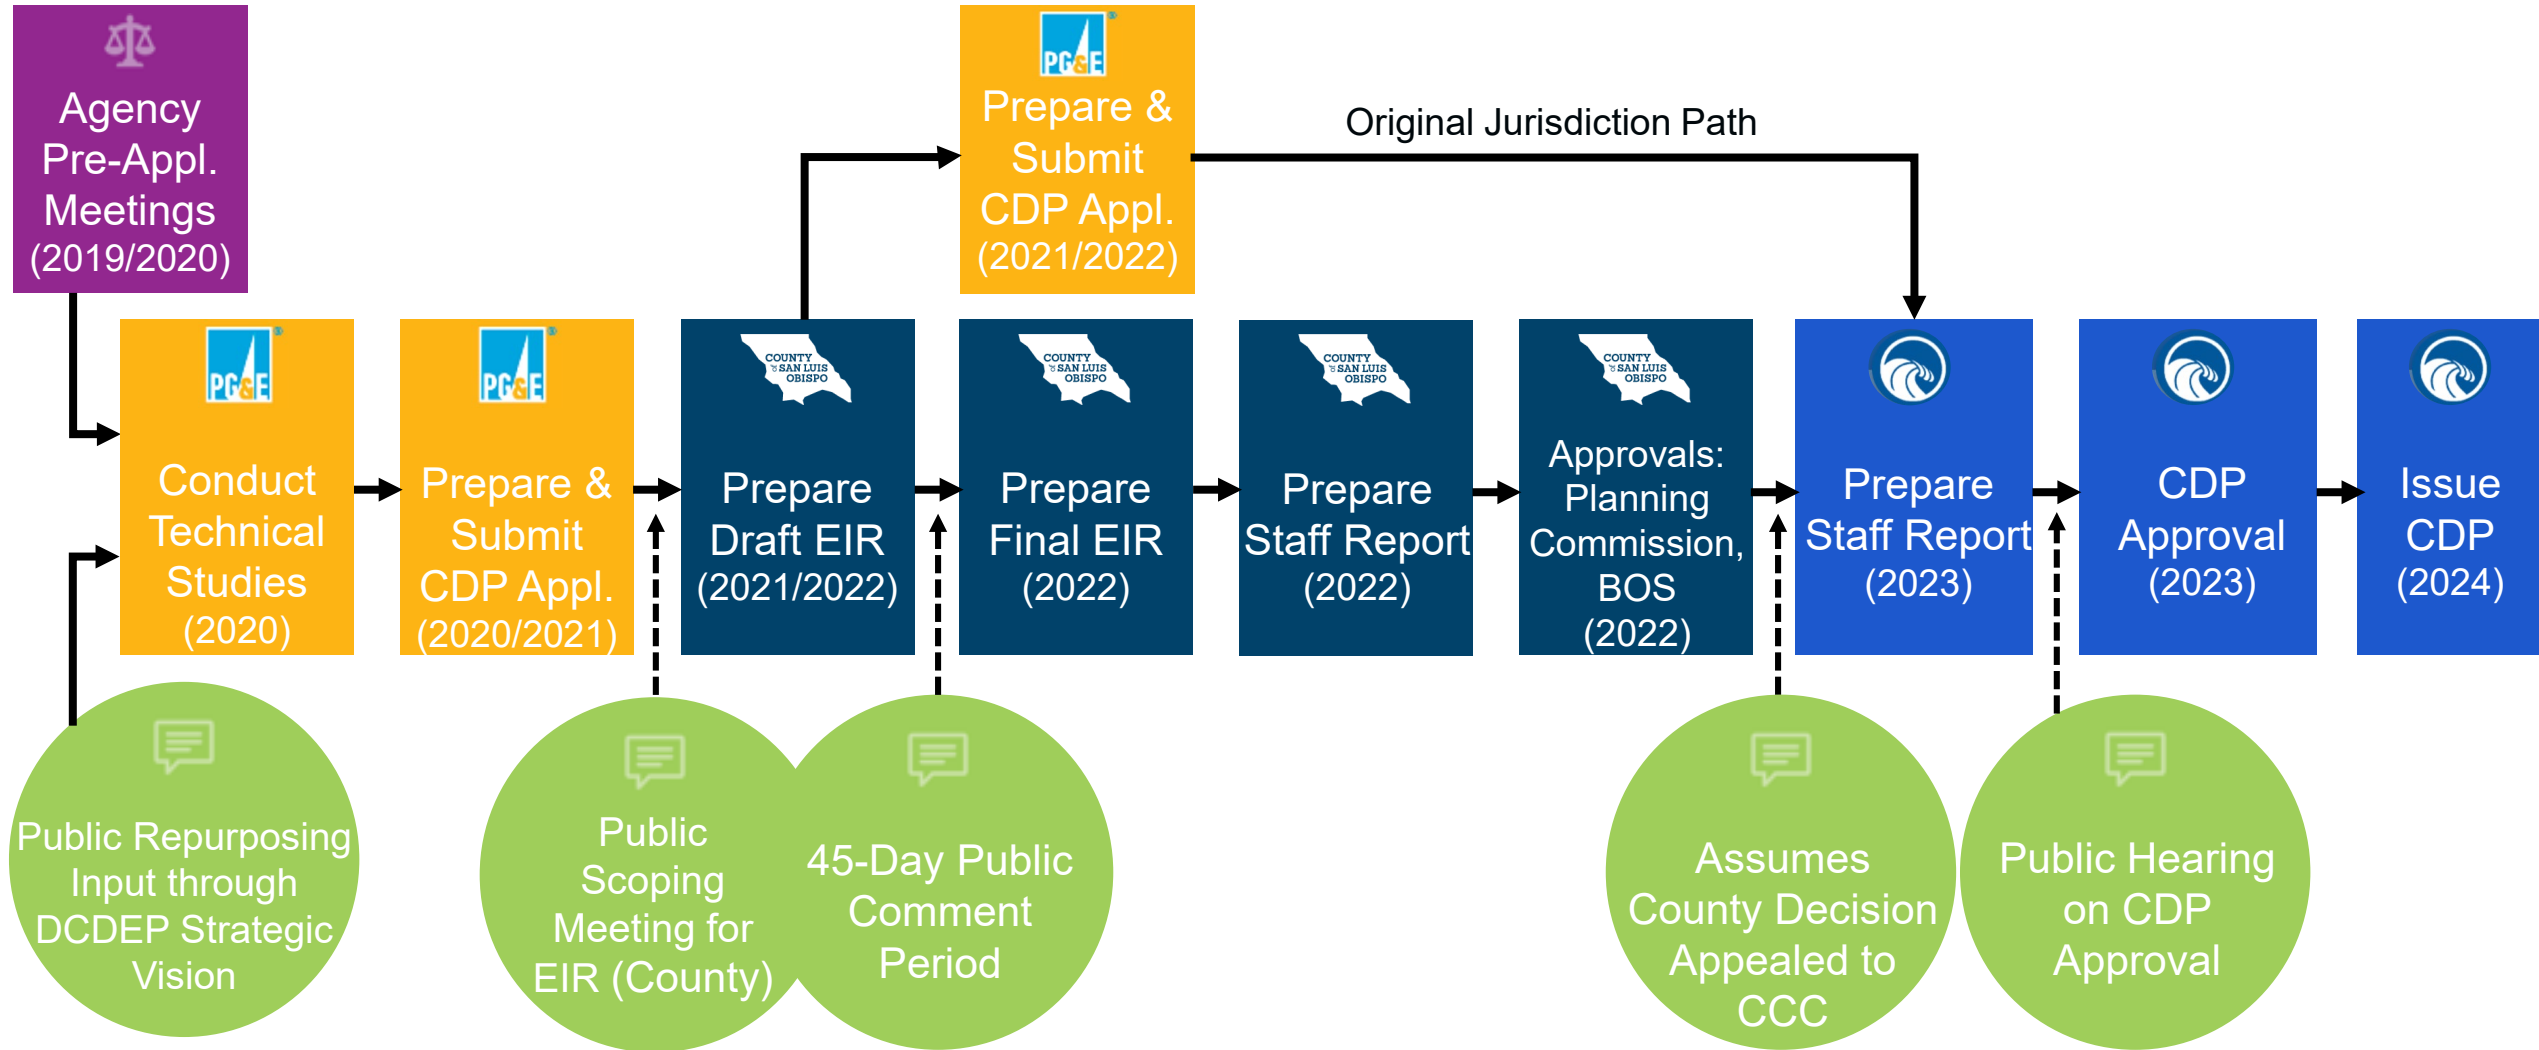 Agency
Pre-Appl.
Meetings
(2019/2020)
PG&E
®
Prepare &
Submit
CDP Appl.
(2021/2022)
Original Jurisdiction Path
PG&E
®
Conduct
Technical
Studies
(2020)
PG&E
®
Prepare &
Submit
CDP Appl.
(2020/2021)
COUNTY
OF SAN LUIS
OBISPO
Prepare
Draft EIR
(2021/2022)
COUNTY
OF SAN LUIS
OBISPO
Prepare
Final EIR
(2022)
COUNTY
OF SAN LUIS
OBISPO
Prepare
Staff Report
(2022)
COUNTY
OF SAN LUIS
OBISPO
Approvals:
Planning
Commission,
BOS
(2022)
Prepare
Staff Report
(2023)
CDP
Approval
(2023)
Issue
CDP
(2024)
Public Repurposing
Input through
DCDEP Strategic
Vision
Public
Scoping
Meeting for
EIR (County)
45-Day Public
Comment
Period
Assumes
County Decision
Appealed to
CCC
Public Hearing
on CDP
Approval